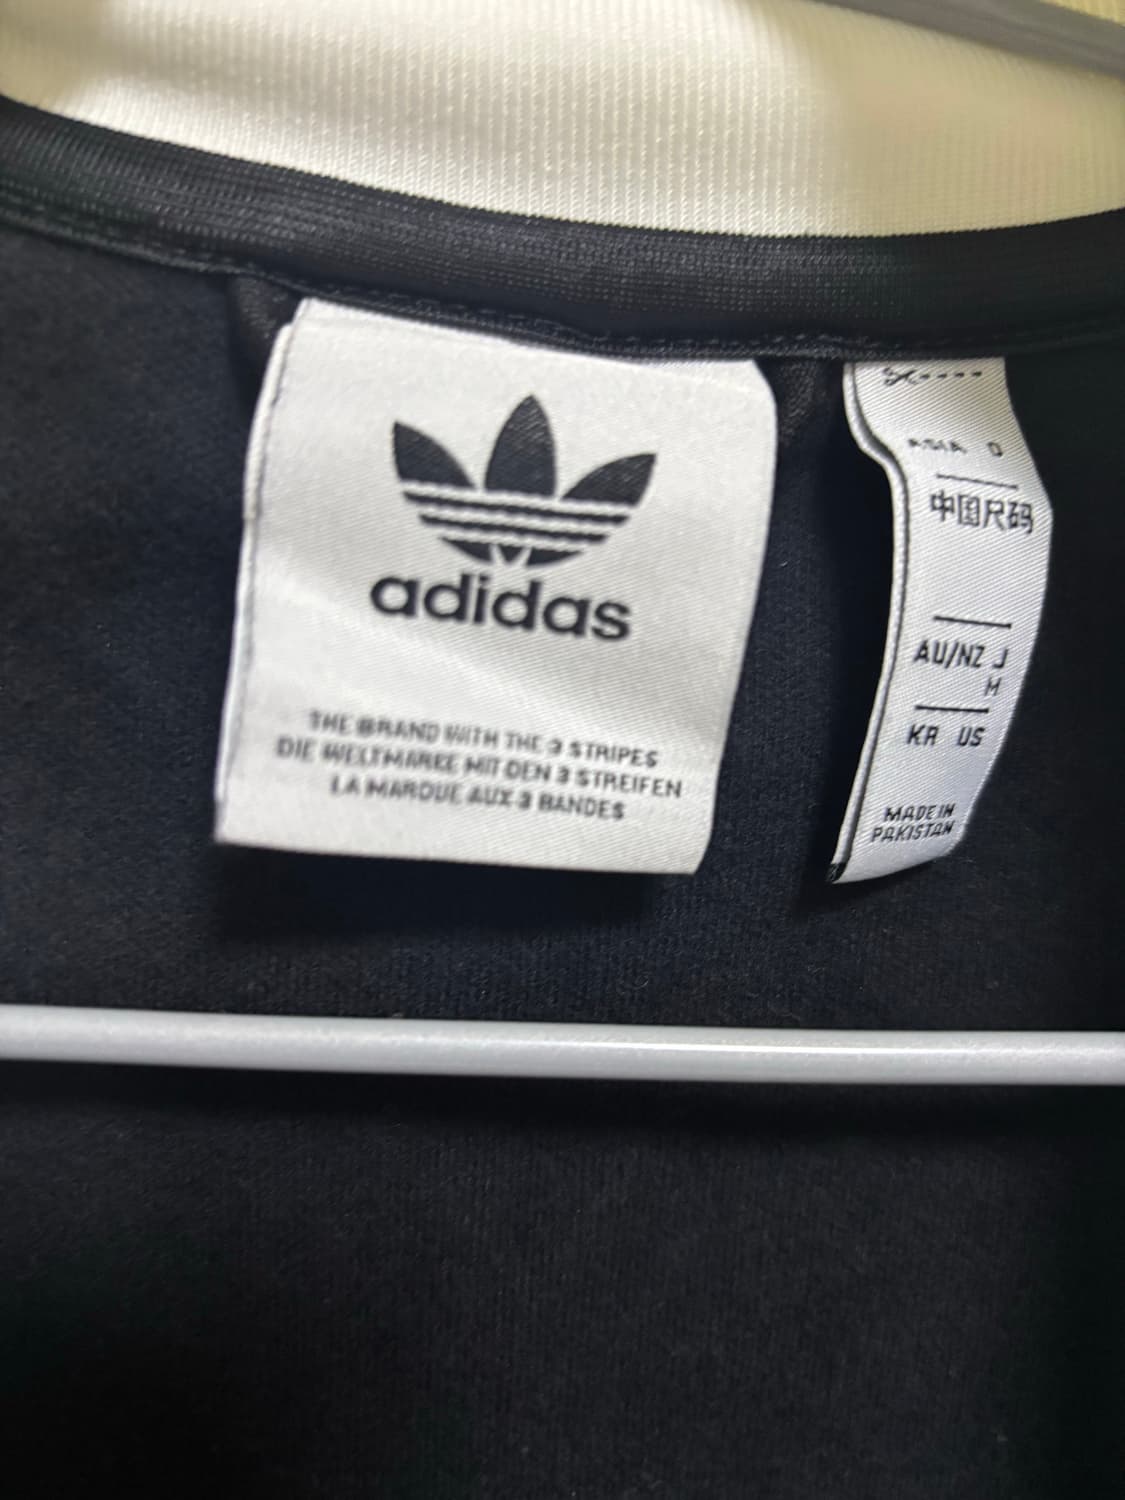 adidas
THE BRAND WITH THE 3 STRIPES
DIE WELTMARKE MIT DEN 3 STREIFEN
LA MARQUE AUX 3 BANDES
ASIA
中国尺码
AU/NZ J
M
KR US
MADE IN
PAKISTAN